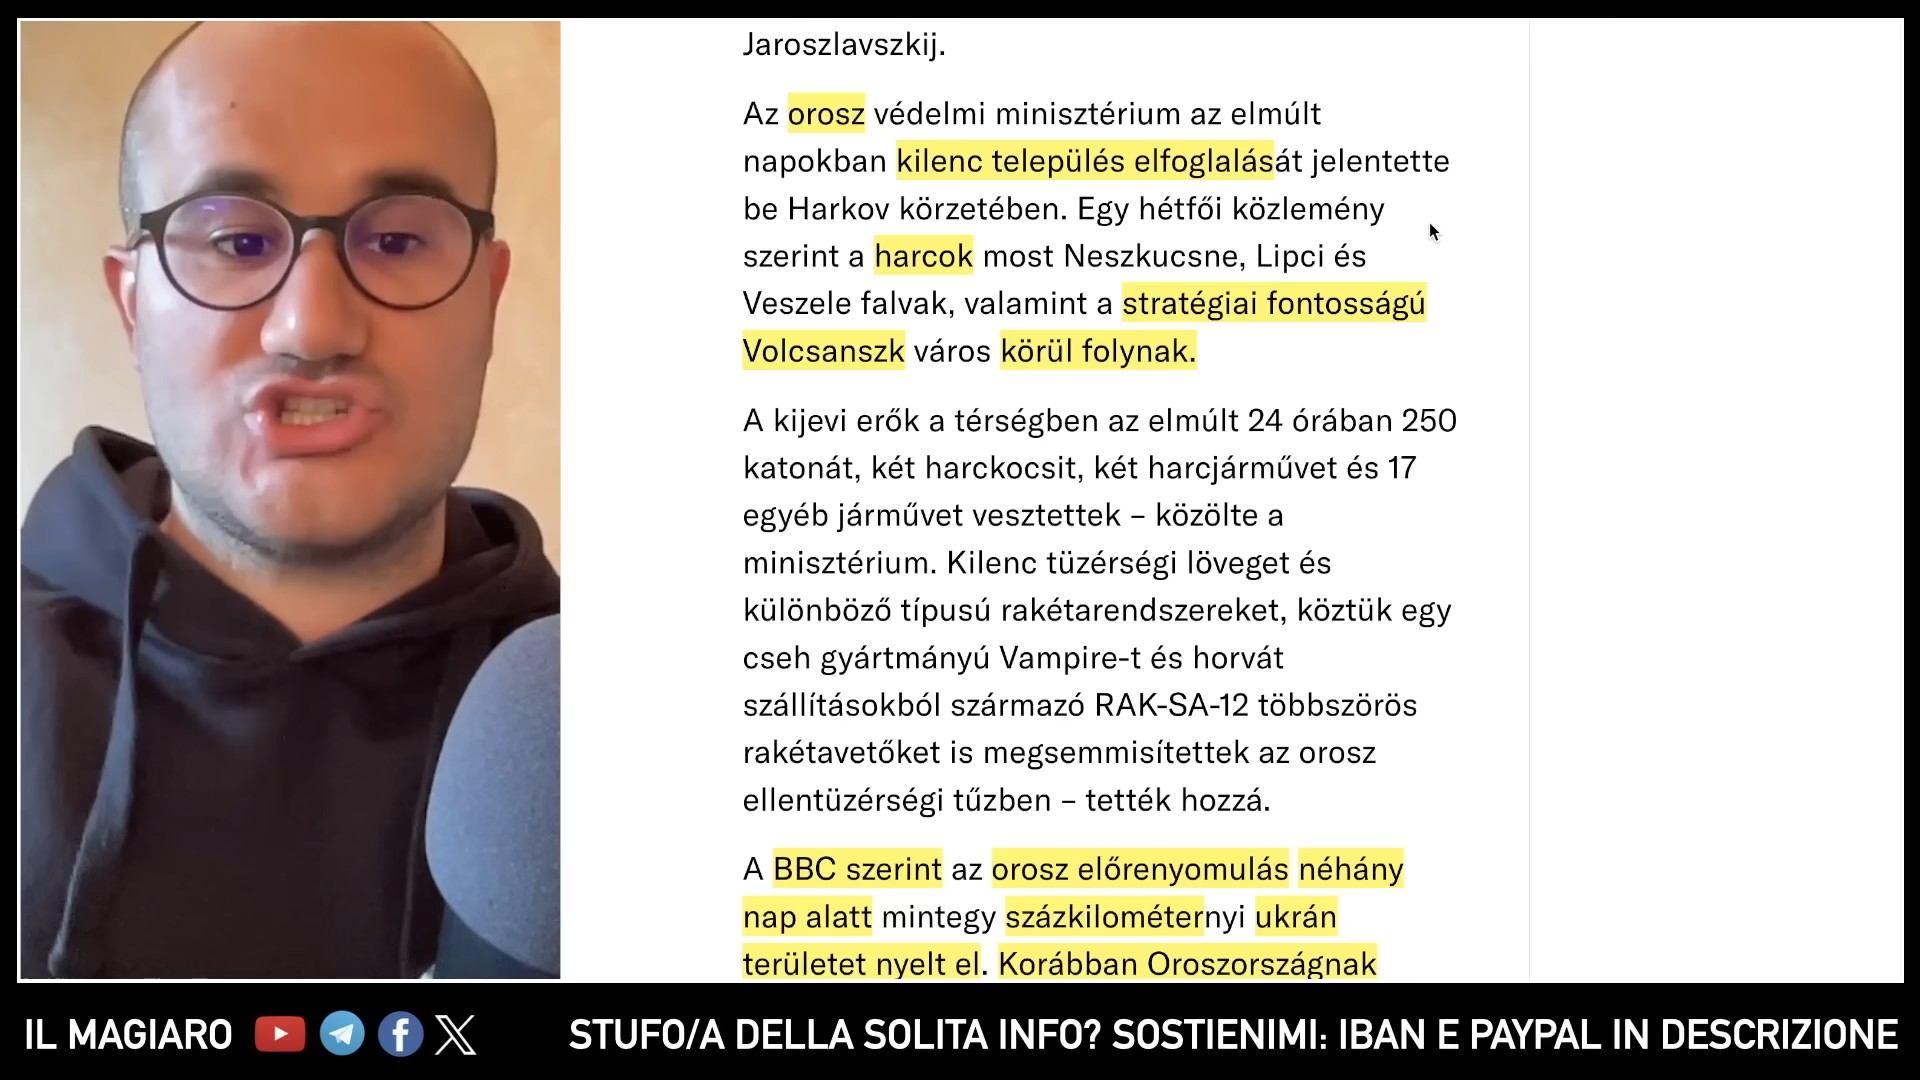 Jaroszlavszkij.
Az orosz védelmi minisztérium az elmúlt
napokban kilenc település elfoglalását jelentette
be Harkov körzetében. Egy hétfői közlemény
szerint a harcok most Neszkucsne, Lipci és
Veszele falvak, valamint a stratégiai fontosságú
Volcsanszk város körül folynak.
A kijevi erők a térségben az elmúlt 24 órában 250
katonát, két harckocsit, két harcjárművet és 17
egyéb járművet vesztettek – közölte a
minisztérium. Kilenc tüzérségi löveget és
különböző típusú rakétarendszereket, köztük egy
cseh gyártmányú Vampire-t és horvát
szállításokból származó RAK-SA-12 többszörös
rakétavetőket is megsemmisítettek az orosz
ellentüzérségi tűzben – tették hozzá.
A BBC szerint az orosz előrenyomulás néhány
nap alatt mintegy százkilométernyi ukrán
területet nyelt el. Korábban Oroszországnak
IL MAGIARO
STUFO/A DELLA SOLITA INFO? SOSTIENIMI: IBAN E PAYPAL IN DESCRIZIONE